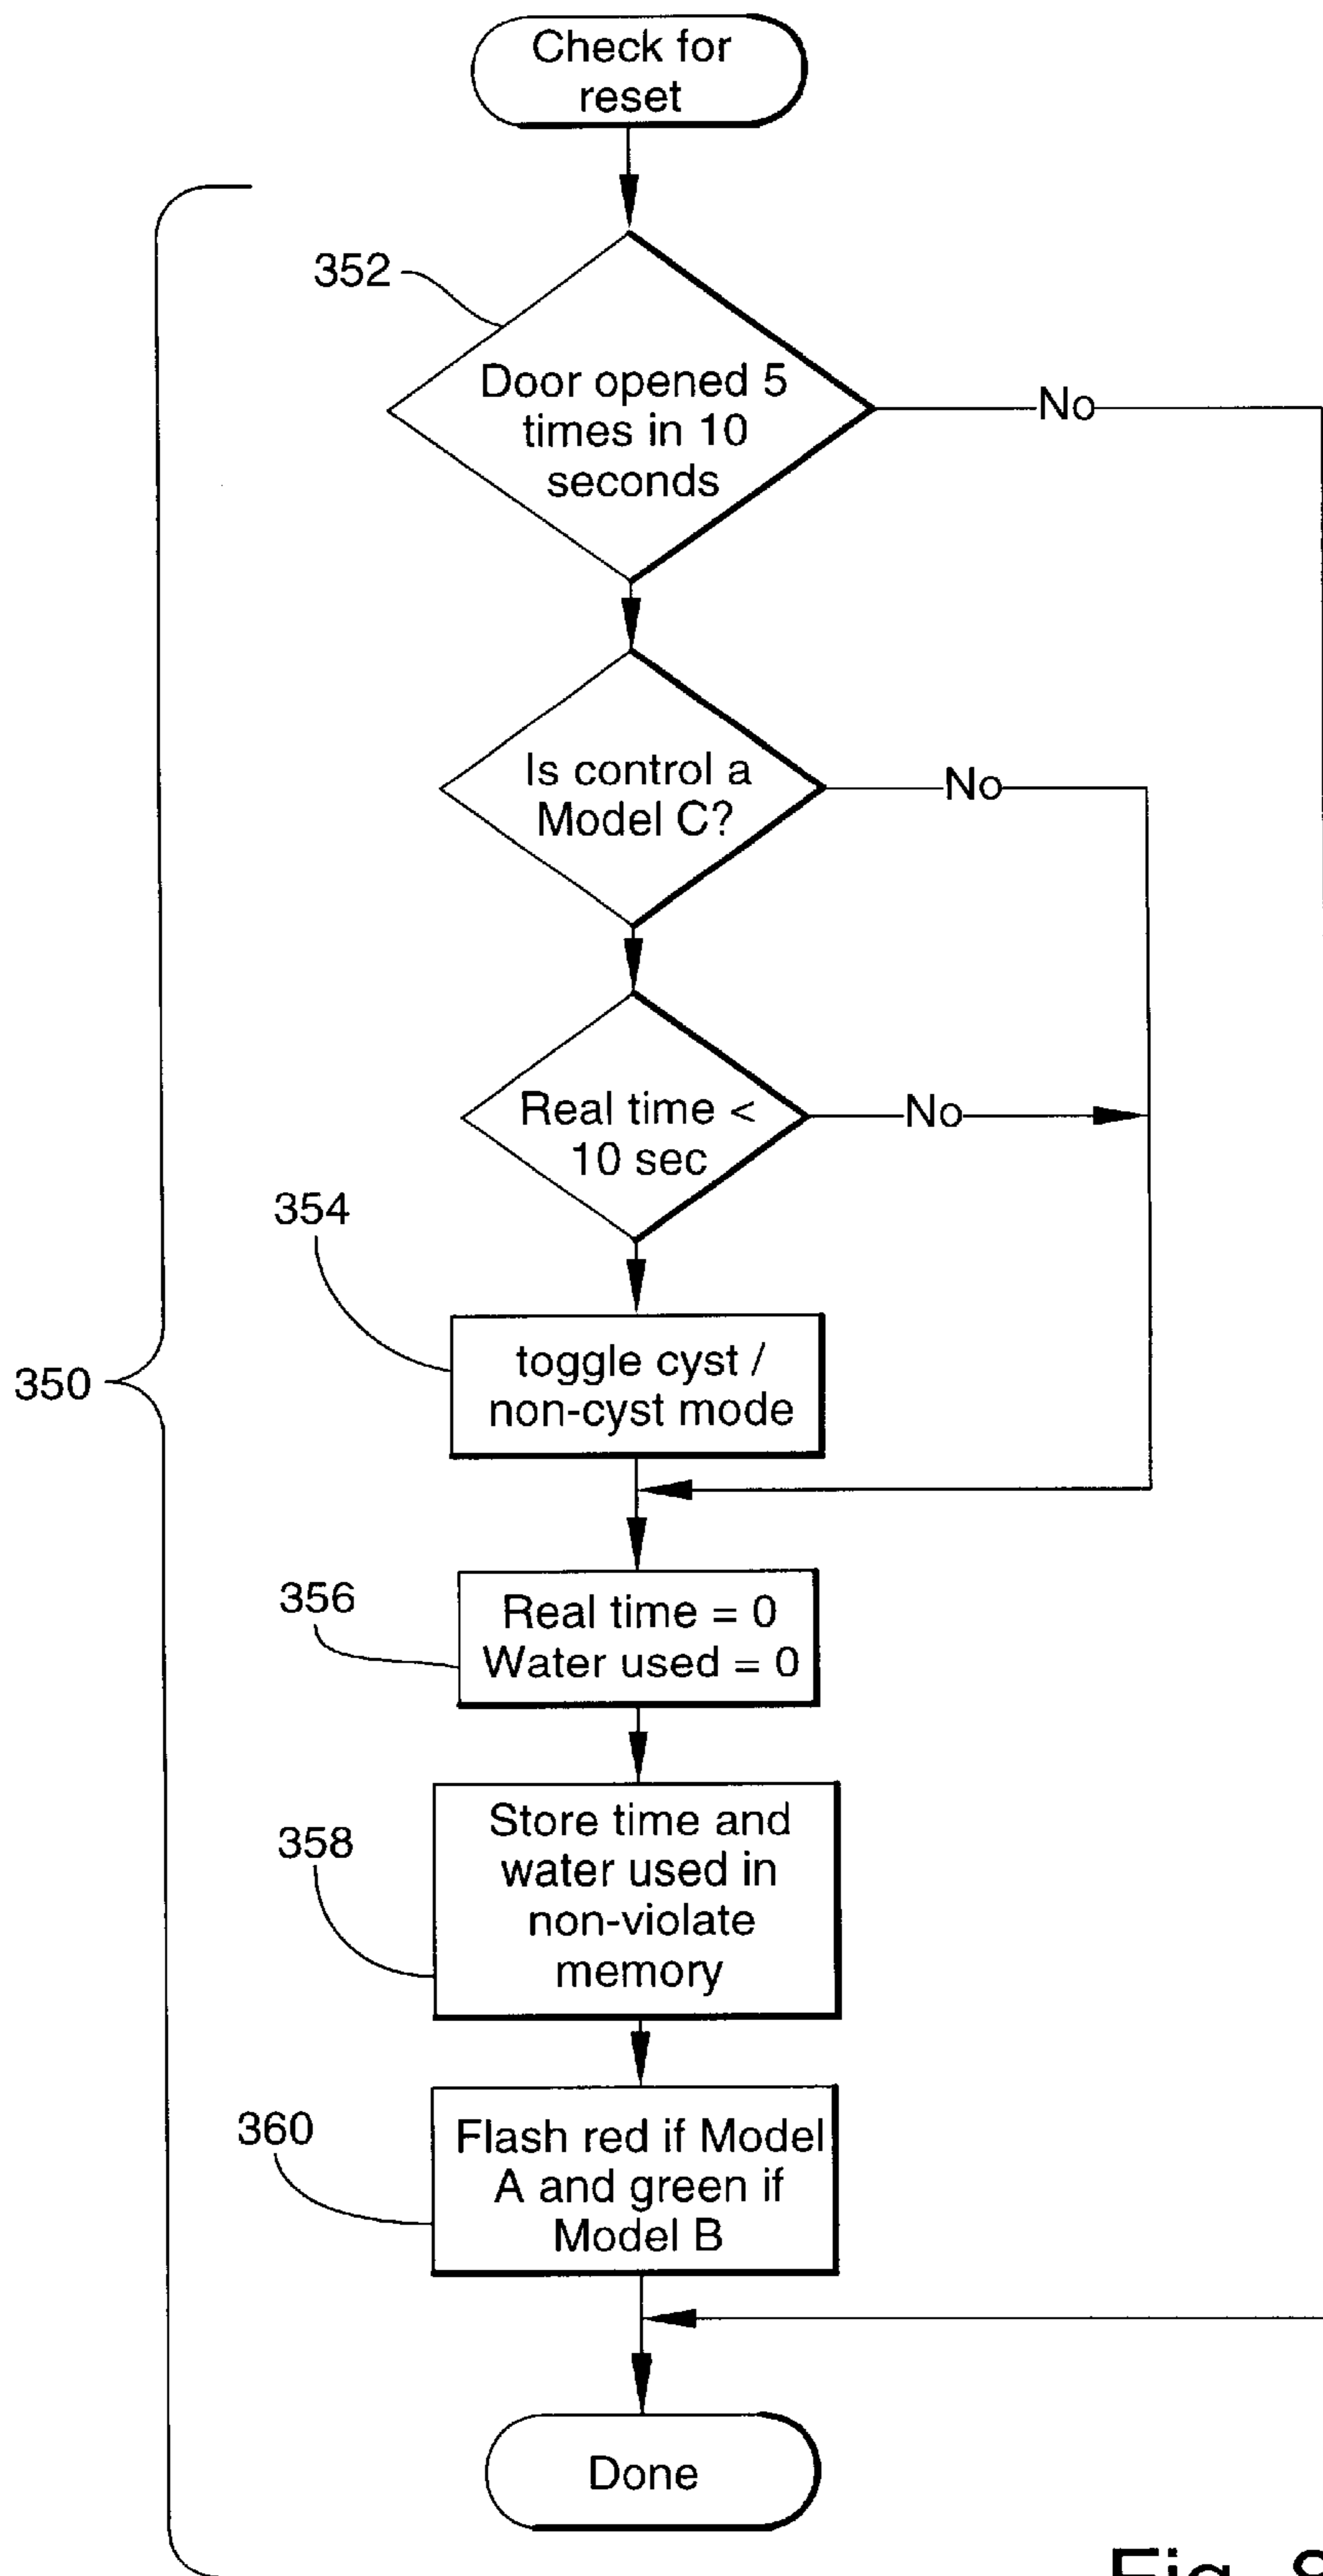 Check for
reset
352
Door opened 5
times in 10
seconds
No
Is control a
Model C?
No
Real time <
10 sec
No
354
toggle cyst /
non-cyst mode
350
356
Real time = 0
Water used = 0
358
Store time and
water used in
non-violate
memory
360
Flash red if Model
A and green if
Model B
Done
Fig.